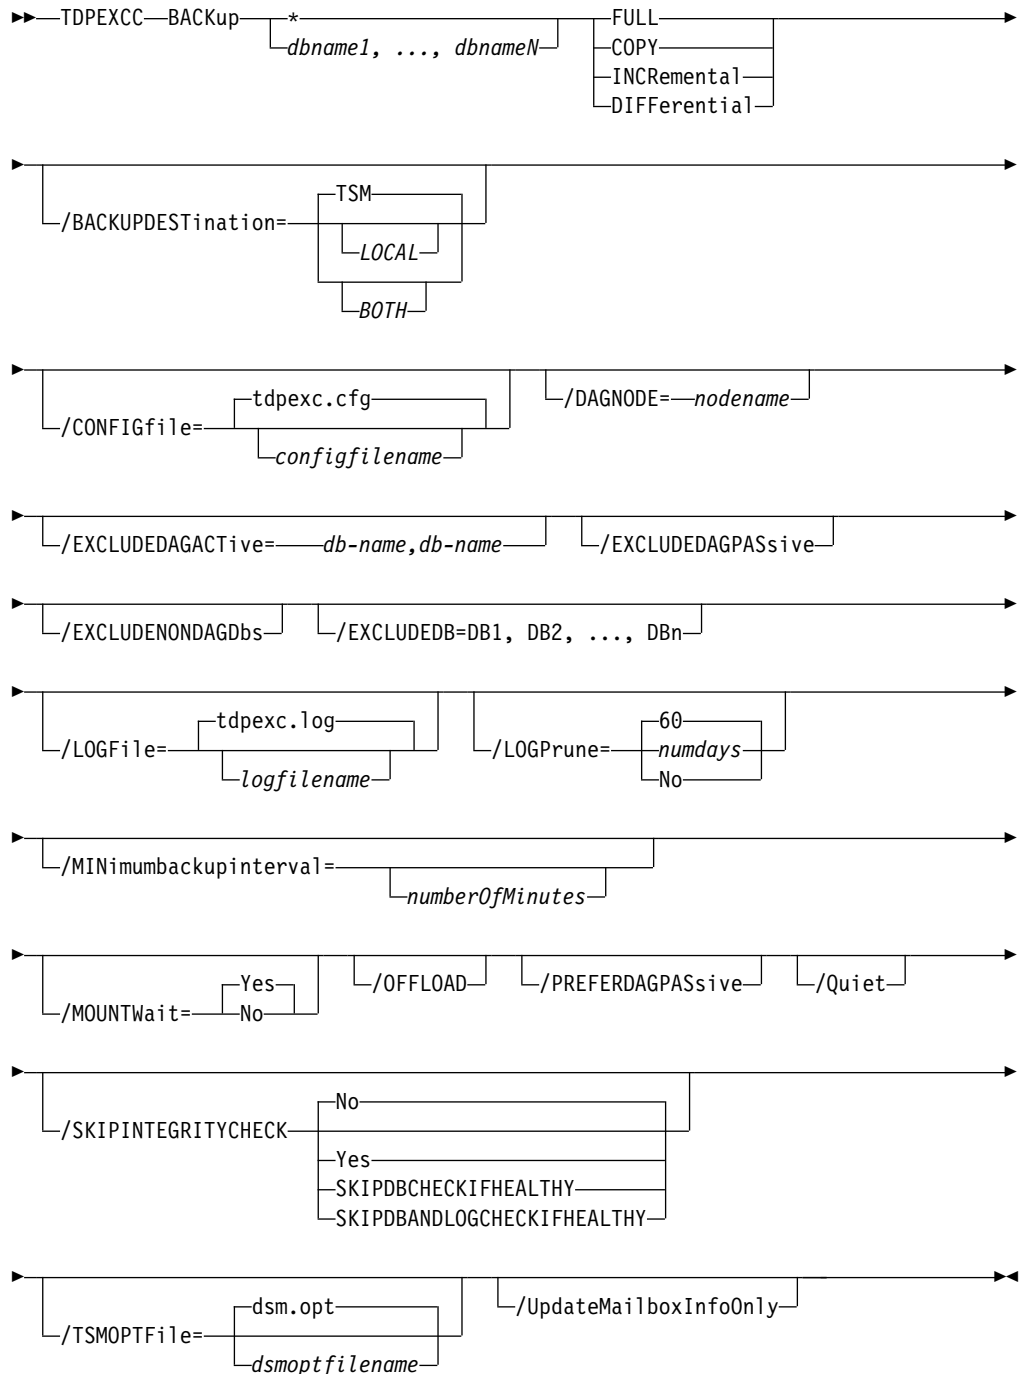 TDPEXCC BACKup * FULL
dbname1, ..., dbnameN COPY
INCRemental
DIFFerential
TSM
/BACKUPDESTination=
LOCAL
BOTH
tdpexc.cfg /DAGNODE= nodename
/CONFIGfile=
configfilename
/EXCLUDEDAGACTive= db-name,db-name /EXCLUDEDAGPASsive
/EXCLUDENONDAGDbs /EXCLUDEDB=DB1, DB2, ..., DBn
tdpexc.log 60
/LOGFile= /LOGPrune= numdays
logfilename No
/MINimumbackupinterval=
numberOfMinutes
Yes /OFFLOAD /PREFERDAGPASsive /Quiet
/MOUNTWait= No
No
/SKIPINTEGRITYCHECK
Yes
SKIPDBCHECKIFHEALTHY
SKIPDBANDLOGCHECKIFHEALTHY
dsm.opt /UpdateMailboxInfoOnly
/TSMOPTFile=
dsmoptfilename